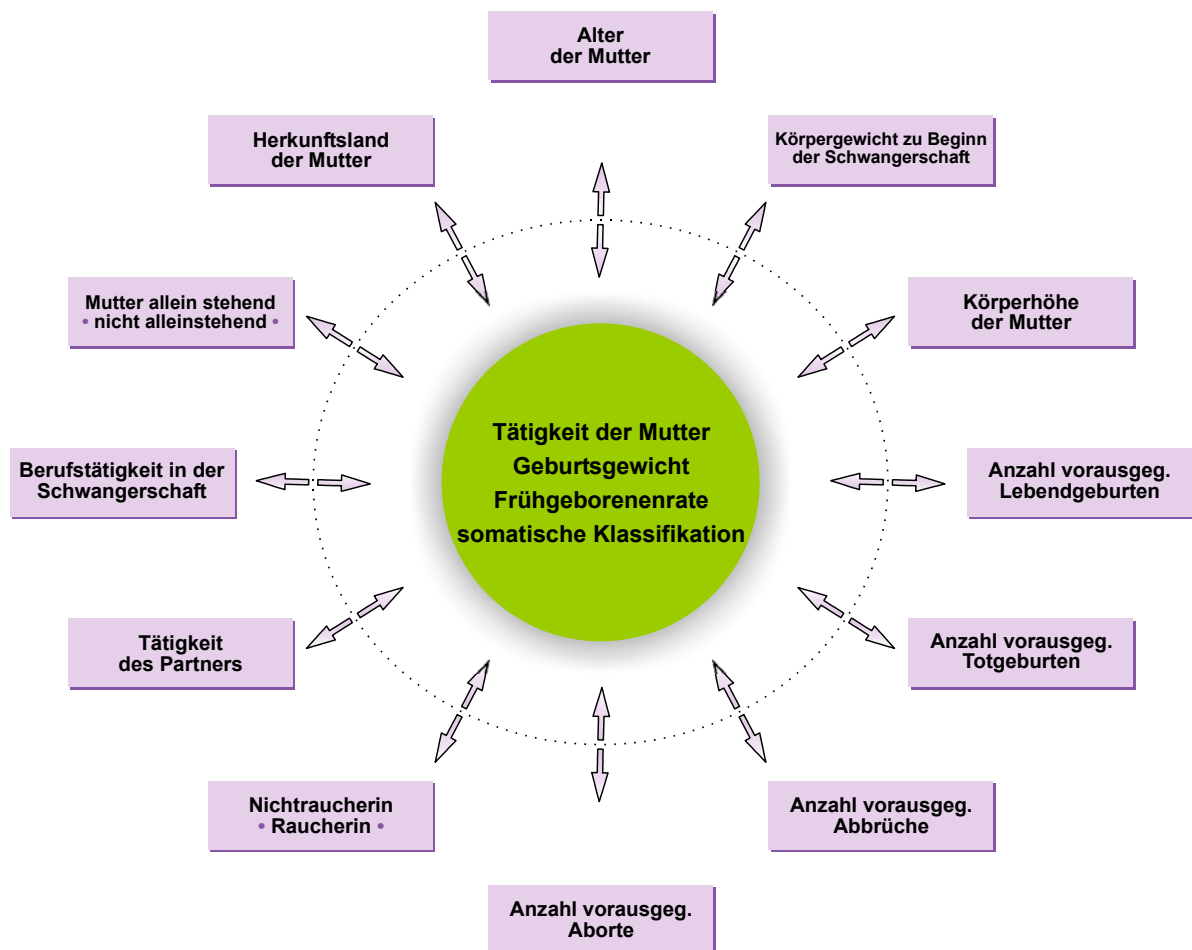 Alter
der Mutter
Herkunftsland
der Mutter
Körpergewicht zu Beginn
der Schwangerschaft
Mutter allein stehend
• nicht alleinstehend •
Körperhöhe
der Mutter
Tätigkeit der Mutter
Geburtsgewicht
Frühgeborenenrate
somatische Klassifikation
Berufstätigkeit in der
Schwangerschaft
Anzahl vorausgeg.
Lebendgeburten
Tätigkeit
des Partners
Anzahl vorausgeg.
Totgeburten
Nichtraucherin
• Raucherin •
Anzahl vorausgeg.
Abbrüche
Anzahl vorausgeg.
Aborte